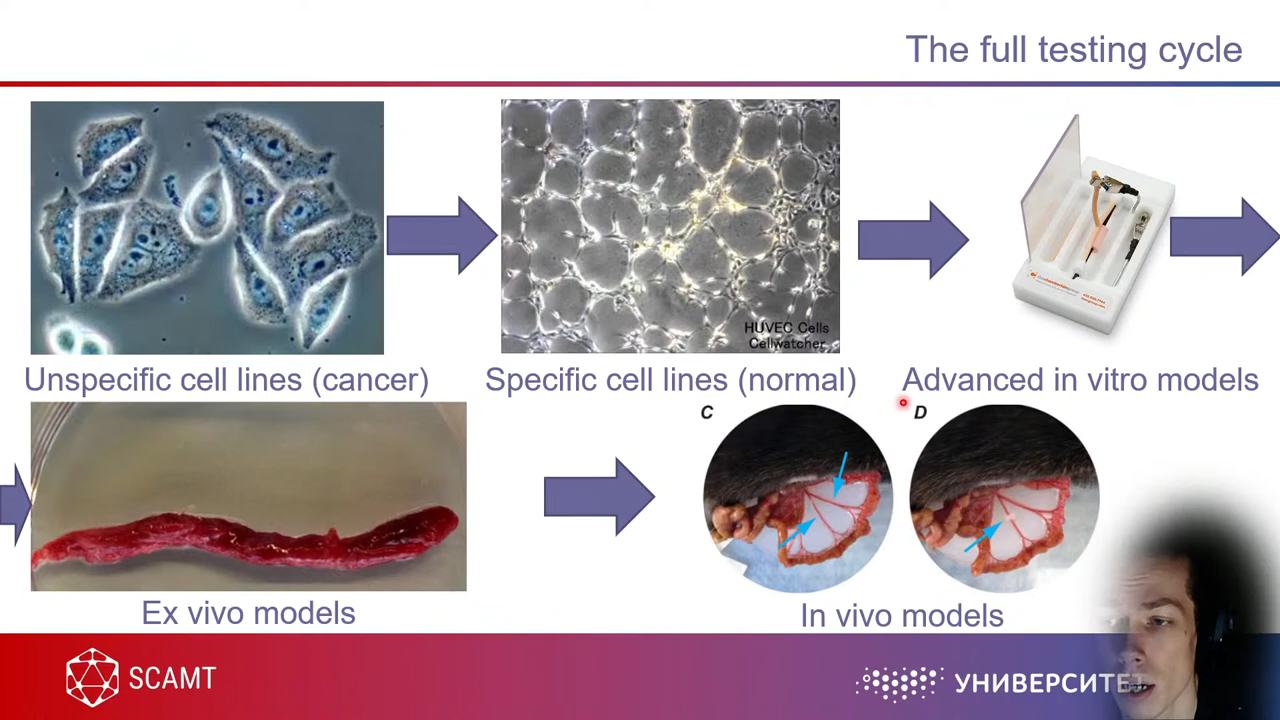 The full testing cycle
HUVEC Cells
Cellwatcher
Unspecific cell lines (cancer)
Specific cell lines (normal)
Advanced in vitro models
C
D
Ex vivo models
In vivo models
SCAMT
УНИВЕРСИТЕТ